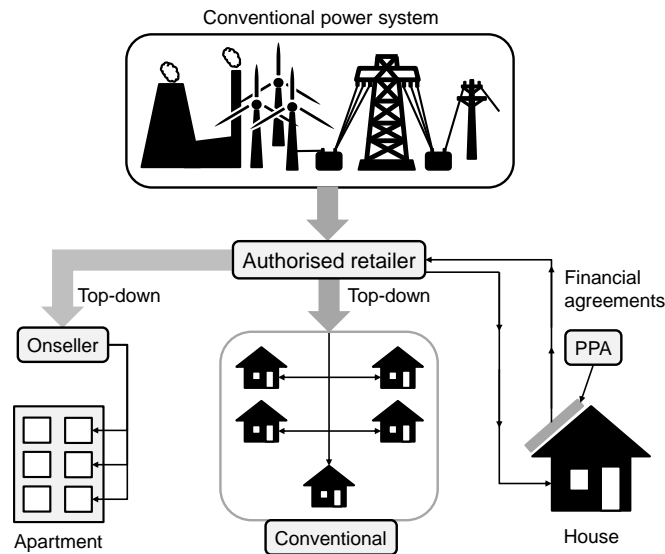 Conventional power system
Authorised retailer
Top-down
Top-down
Financial
agreements
Onseller
PPA
Apartment
Conventional
House